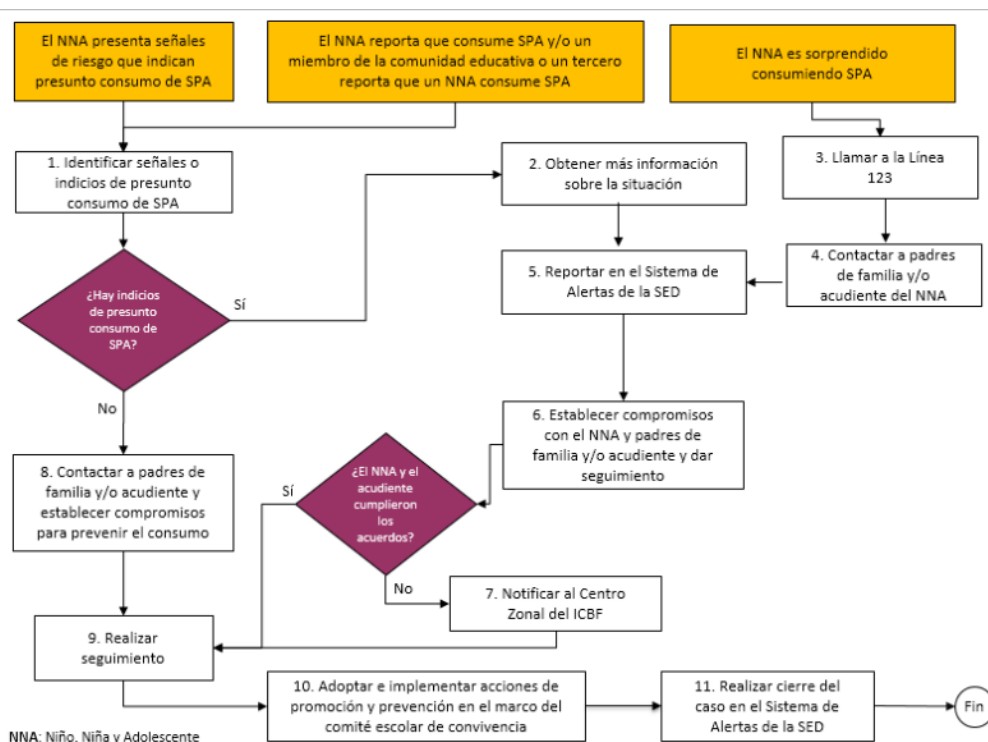 El NNA presenta señales
de riesgo que indican
presunto consumo de SPA
El NNA reporta que consume SPA y/o un
miembro de la comunidad educativa o un tercero
reporta que un NNA consume SPA
El NNA es sorprendido
consumiendo SPA
1. Identificar señales o
indicios de presunto
consumo de SPA
2. Obtener más información
sobre la situación
3. Llamar a la Línea
123
4. Contactar a padres
de familia y/o
acudiente del NNA
5. Reportar en el Sistema de
Alertas de la SED
¿Hay indicios
de presunto
consumo de
SPA?
Sí
No
6. Establecer compromisos
con el NNA y padres de
familia y/o acudiente y dar
seguimiento
¿El NNA y el
acudiente
cumplieron
los
acuerdos?
Sí
No
8. Contactar a padres de
familia y/o acudiente y
establecer compromisos
para prevenir el consumo
7. Notificar al Centro
Zonal del ICBF
9. Realizar
seguimiento
10. Adoptar e implementar acciones de
promoción y prevención en el marco del
comité escolar de convivencia
11. Realizar cierre del
caso en el Sistema de
Alertas de la SED
Fin
NNA: Niño, Niña y Adolescente